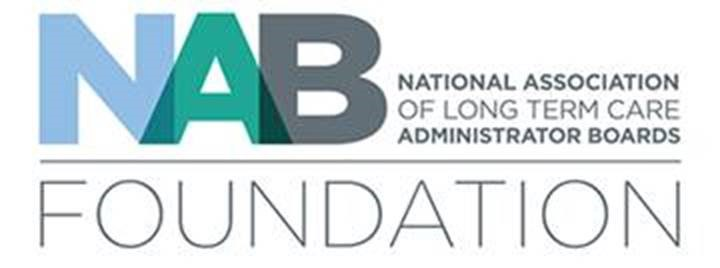 NAB
NATIONAL ASSOCIATION
OF LONG TERM CARE
ADMINISTRATOR BOARDS
FOUNDATION